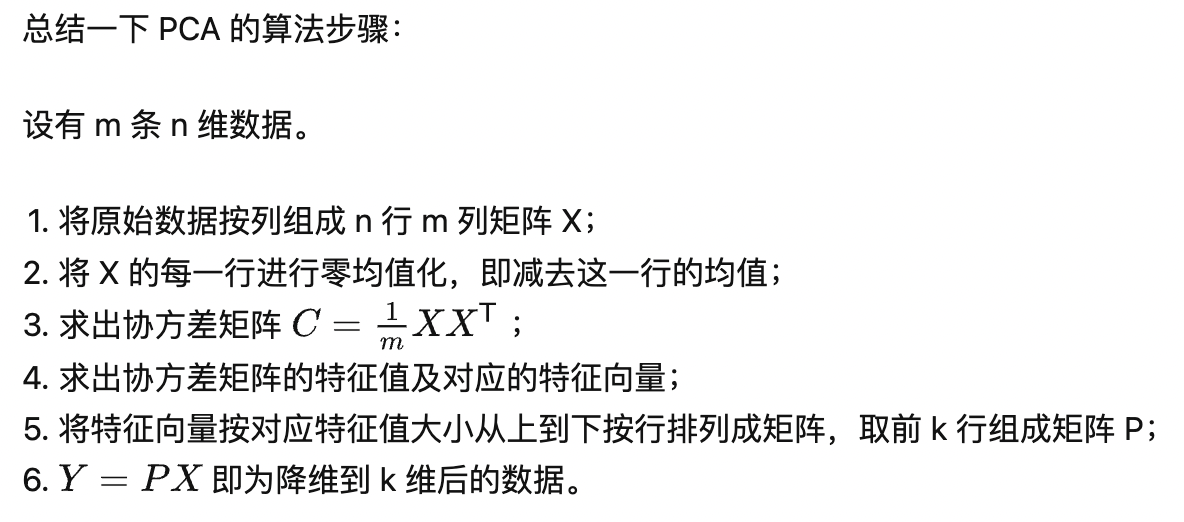 总结一下 PCA 的算法步骤：
设有 m 条 n 维数据。
1. 将原始数据按列组成 n 行 m 列矩阵 X；
2. 将 X 的每一行进行零均值化，即减去这一行的均值；
3. 求出协方差矩阵 $C = \frac{1}{m}XX^{\mathsf{T}}$；
4. 求出协方差矩阵的特征值及对应的特征向量；
5. 将特征向量按对应特征值大小从上到下按行排列成矩阵，取前 k 行组成矩阵 P；
6. $Y = PX$ 即为降维到 k 维后的数据。